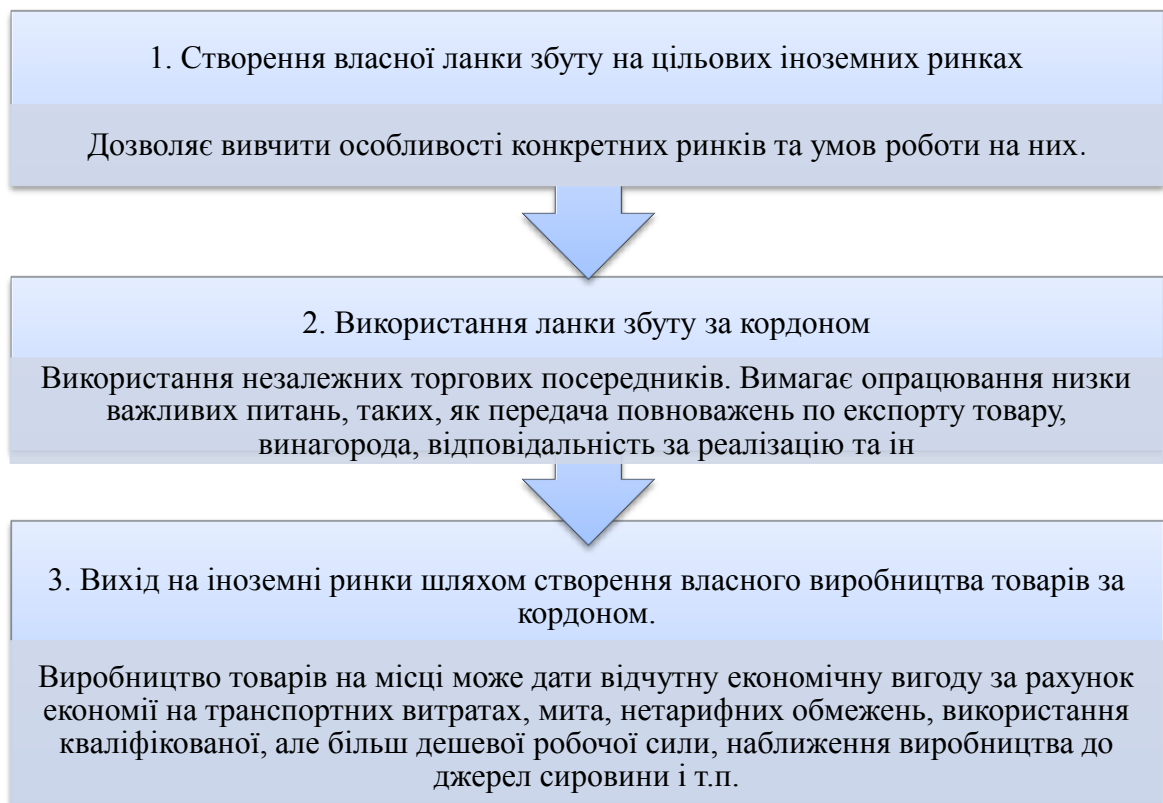 1. Створення власної ланки збуту на цільових іноземних ринках
Дозволяє вивчити особливості конкретних ринків та умов роботи на них.
2. Використання ланки збуту за кордоном
Використання незалежних торгових посередників. Вимагає опрацювання низки
важливих питань, таких, як передача повноважень по експорту товару,
винагорода, відповідальність за реалізацію та ін
3. Вихід на іноземні ринки шляхом створення власного виробництва товарів за
кордоном.
Виробництво товарів на місці може дати відчутну економічну вигоду за рахунок
економії на транспортних витратах, мита, нетарифних обмежень, використання
кваліфікованої, але більш дешевої робочої сили, наближення виробництва до
джерел сировини і т.п.